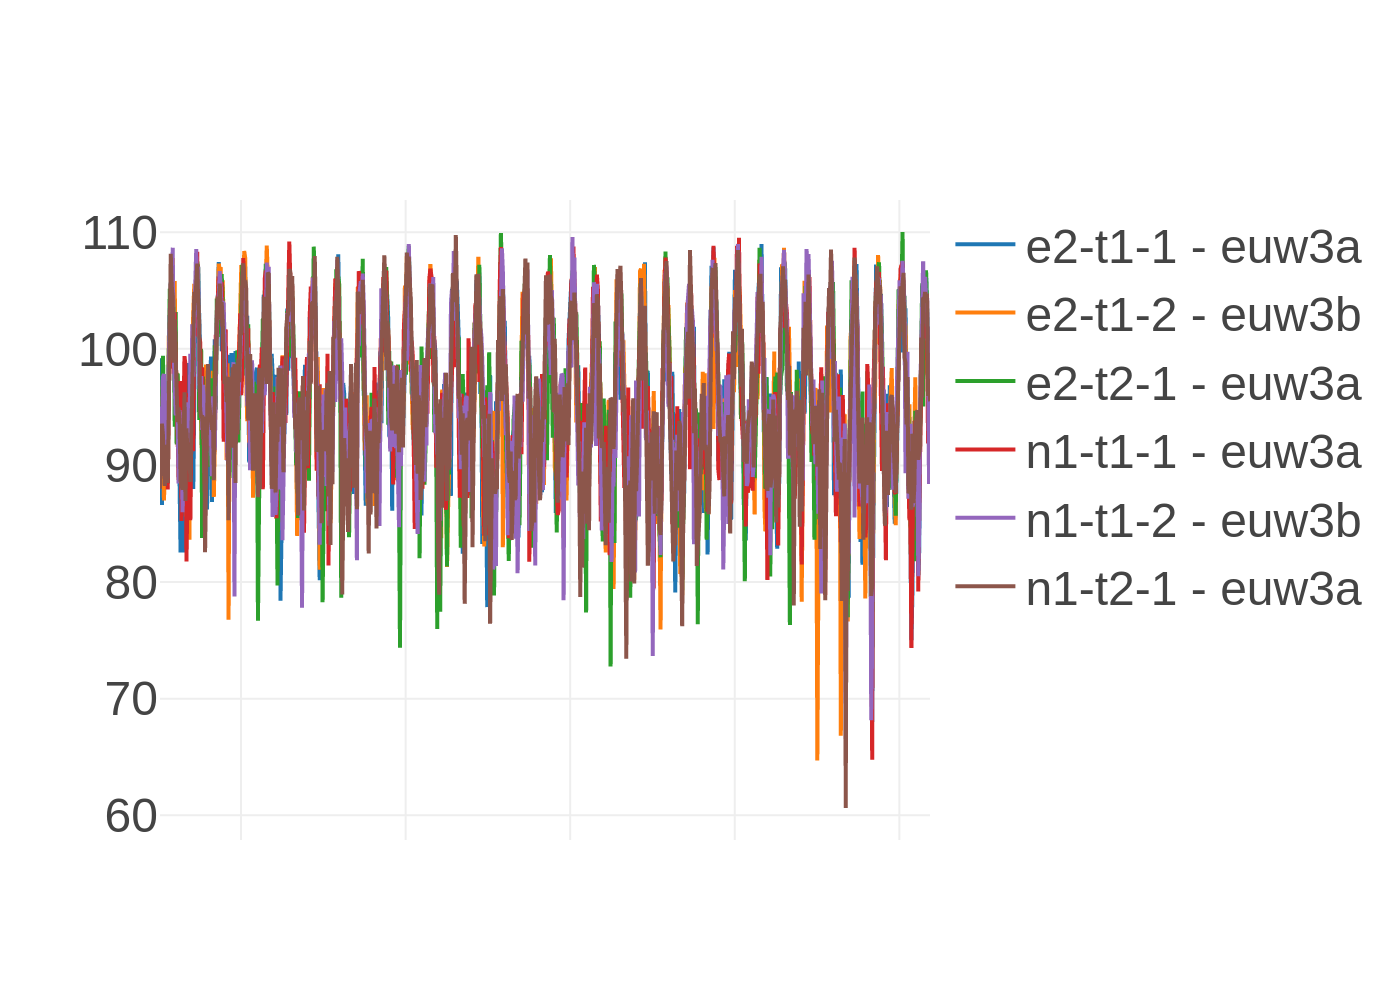 110
100
90
80
70
60
e2-t1-1 - euw3a
e2-t1-2 - euw3b
e2-t2-1 - euw3a
n1-t1-1 - euw3a
n1-t1-2 - euw3b
n1-t2-1 - euw3a